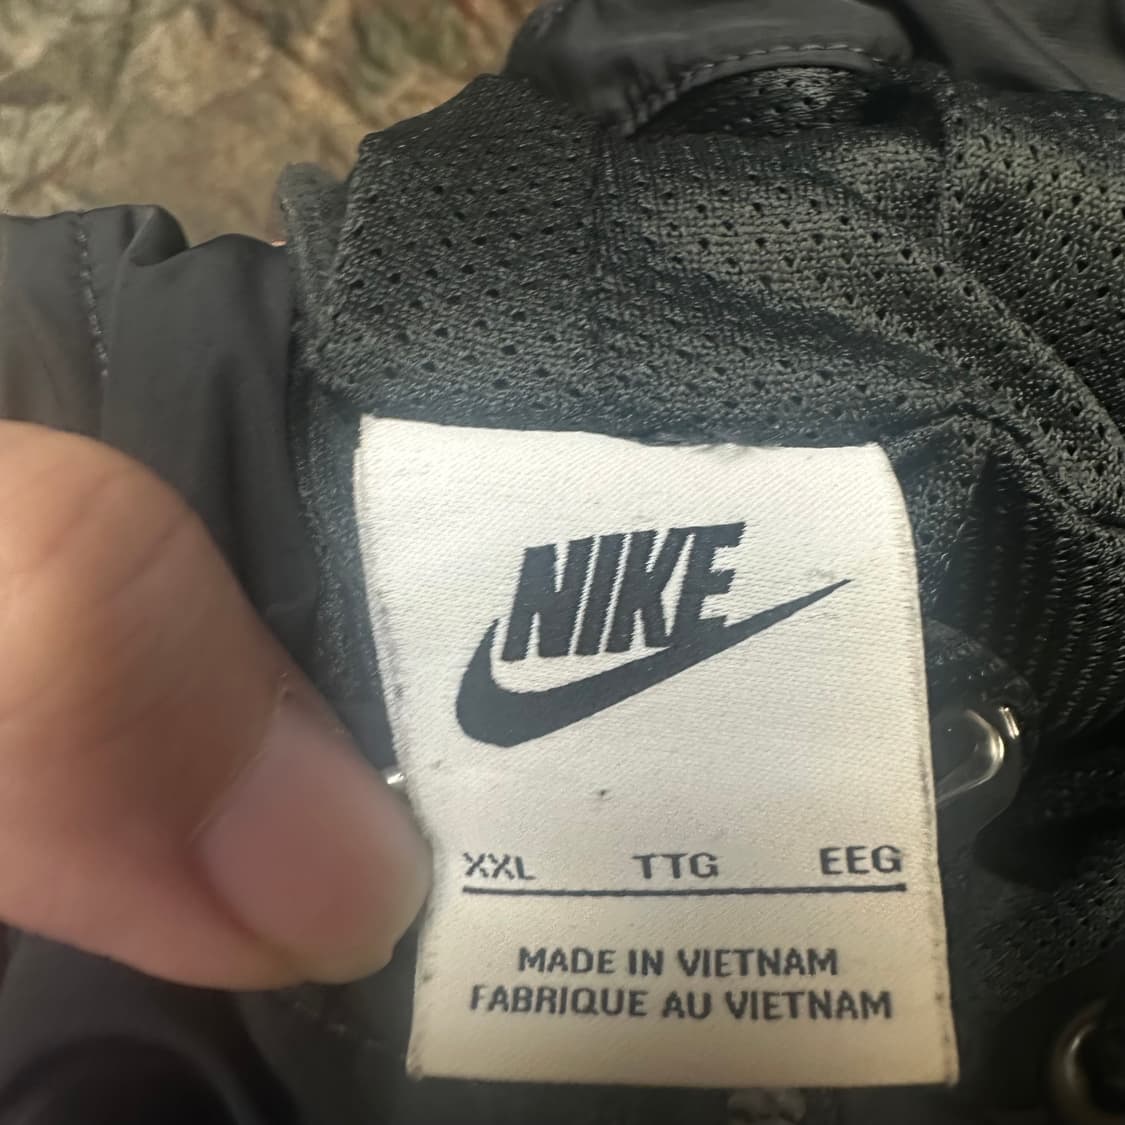 NIKE
XXL TTG EEG
MADE IN VIETNAM
FABRIQUE AU VIETNAM